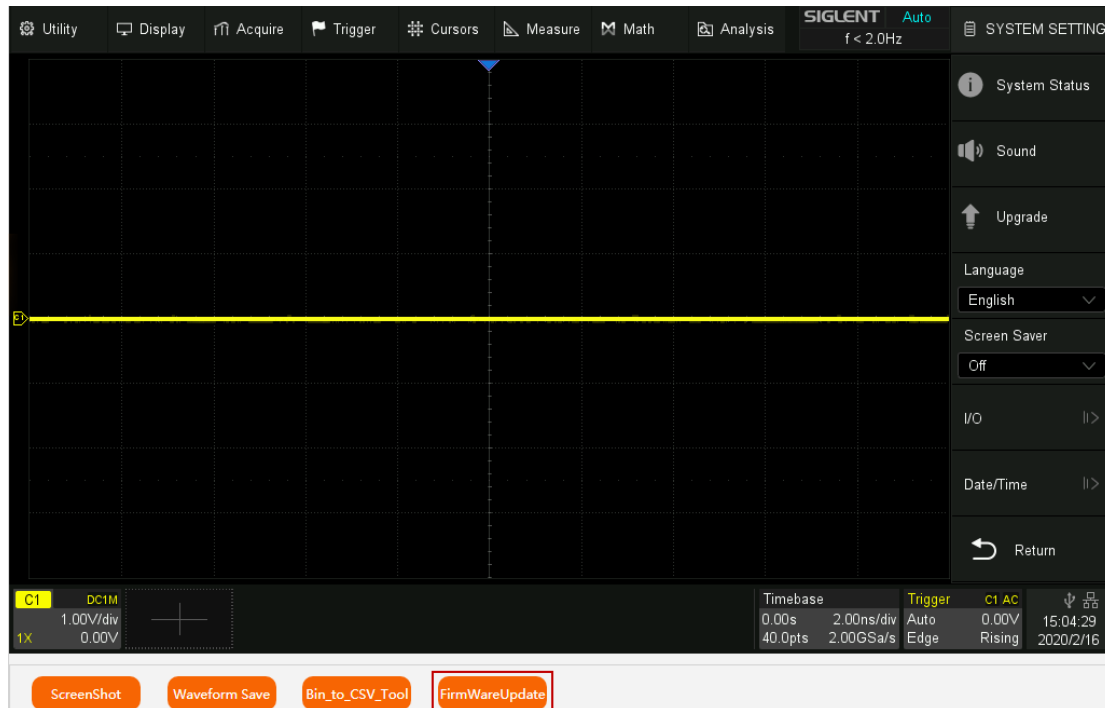 Utility Display Acquire Trigger Cursors Measure Math Analysis
SIGLENT Auto
f < 2.0Hz
SYSTEM SETTING
System Status
Sound
Upgrade
Language
English
Screen Saver
Off
I/O
Date/Time
Return
C1
C1 DC1M
1.00V/div
1X 0.00V
Timebase
0.00s 2.00ns/div
40.0pts 2.00GSa/s
Trigger C1 AC
Auto 0.00V
Edge Rising
15:04:29
2020/2/16
ScreenShot Waveform Save Bin_to_CSV_Tool FirmWareUpdate